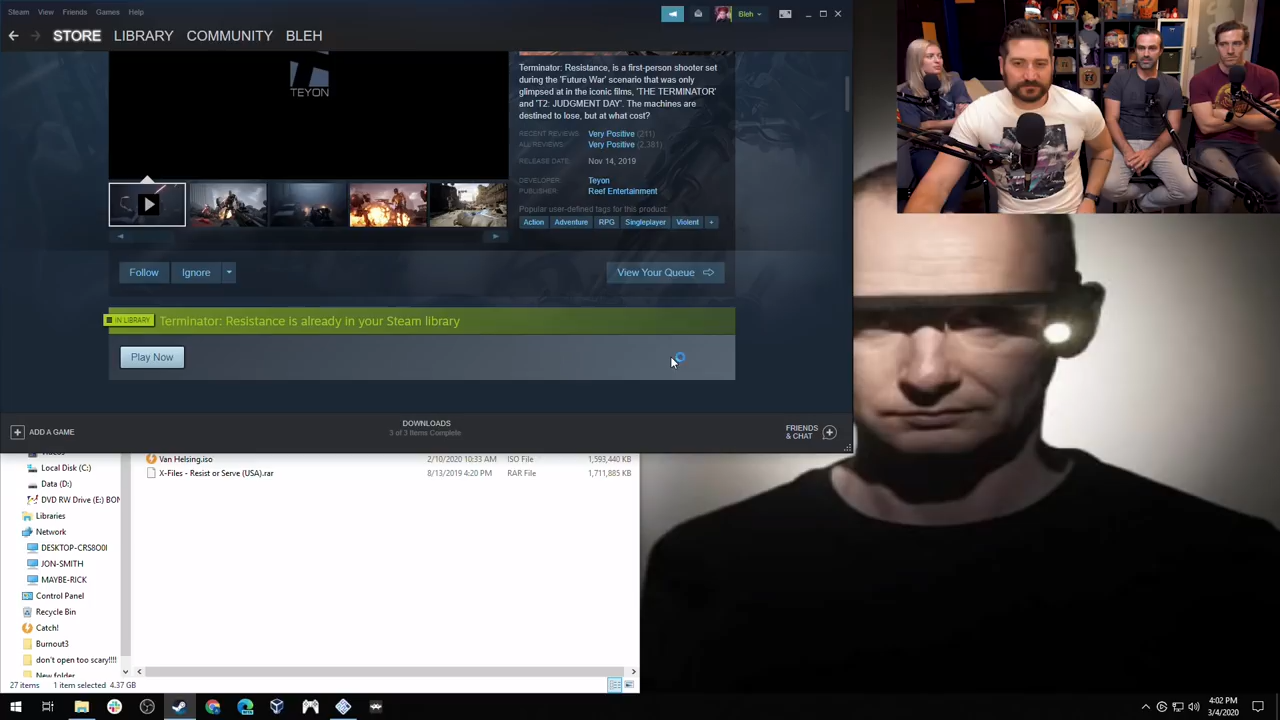 Steam View Friends Games Help
Bleh
STORE LIBRARY COMMUNITY BLEH
TEYON
Terminator: Resistance, is a first-person shooter set
during the 'Future War' scenario that was only
glimpsed at in the iconic films, 'THE TERMINATOR'
and 'T2: JUDGMENT DAY'. The machines are
destined to lose, but at what cost?
RECENT REVIEWS: Very Positive (211)
ALL REVIEWS: Very Positive (2,381)
RELEASE DATE: Nov 14, 2019
DEVELOPER: Teyon
PUBLISHER: Reef Entertainment
Popular user-defined tags for this product:
Action Adventure RPG Singleplayer Violent +
Follow Ignore View Your Queue
IN LIBRARY Terminator: Resistance is already in your Steam library
Play Now
ADD A GAME
DOWNLOADS
3 of 3 Items Complete
FRIENDS
& CHAT
Van Helsing.iso 2/10/2020 10:33 AM ISO File 1,593,440 KB
X-Files - Resist or Serve (USA).rar 8/13/2019 4:20 PM RAR File 1,711,885 KB
Local Disk (C:)
Data (D:)
DVD RW Drive (E:) BON
Libraries
Network
DESKTOP-CRS8O0I
JON-SMITH
MAYBE-RICK
Control Panel
Recycle Bin
Catch!
Burnout3
don't open too scary!!!!
New folder
27 items 1 item selected 4.37 GB
4:02 PM
3/4/2020